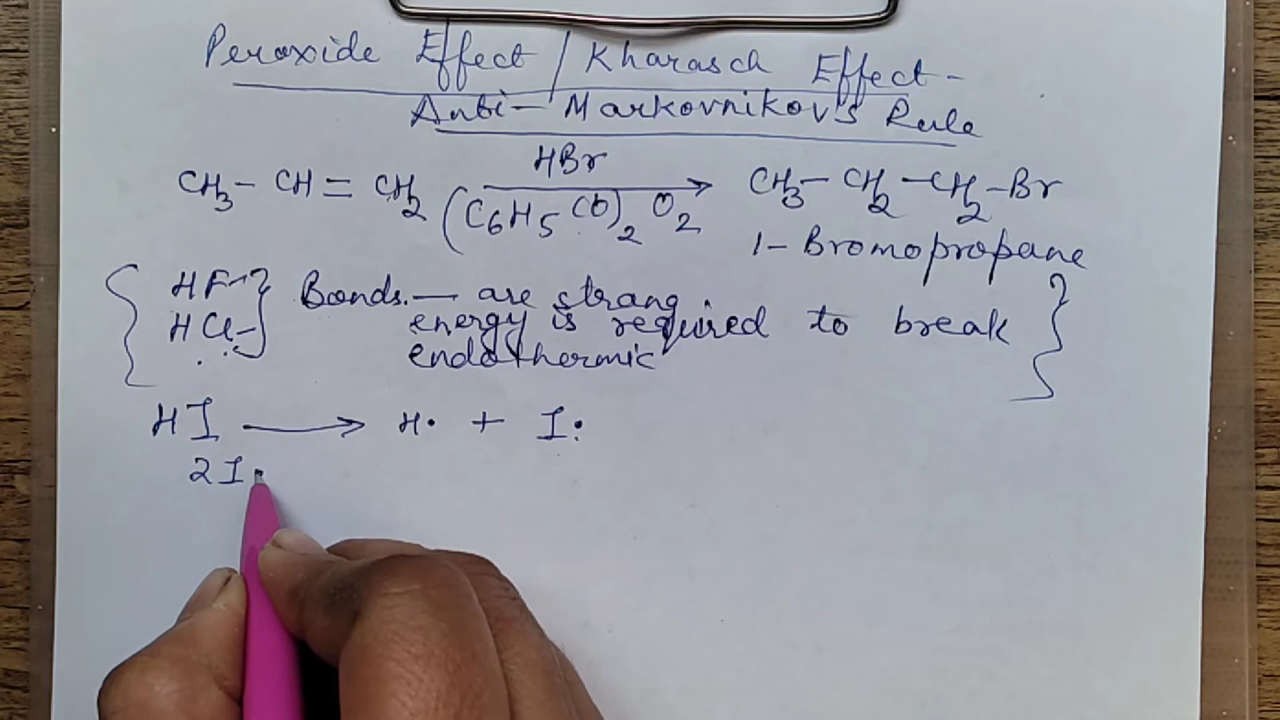 Peroxide Effect / Kharasch Effect -
Anti - Markovnikov's Rule
CH₃ - CH = CH₂ HBr (C₆H₅ CO)₂ O₂ → CH₃ - CH₂ - CH₂ - Br
1 - Bromopropane
HF Bonds. — are strong
HCl energy is required to break
endothermic
HI → H• + I•
2I•